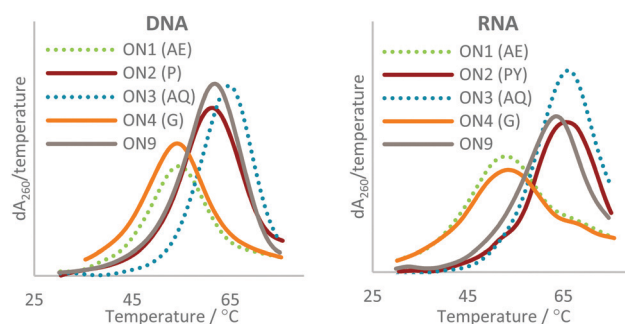 DNA
ON1 (AE)
ON2 (P)
ON3 (AQ)
ON4 (G)
ON9
dA260/temperature
25 45 65
Temperature / °C
RNA
ON1 (AE)
ON2 (PY)
ON3 (AQ)
ON4 (G)
ON9
dA260/temperature
25 45 65
Temperature / °C